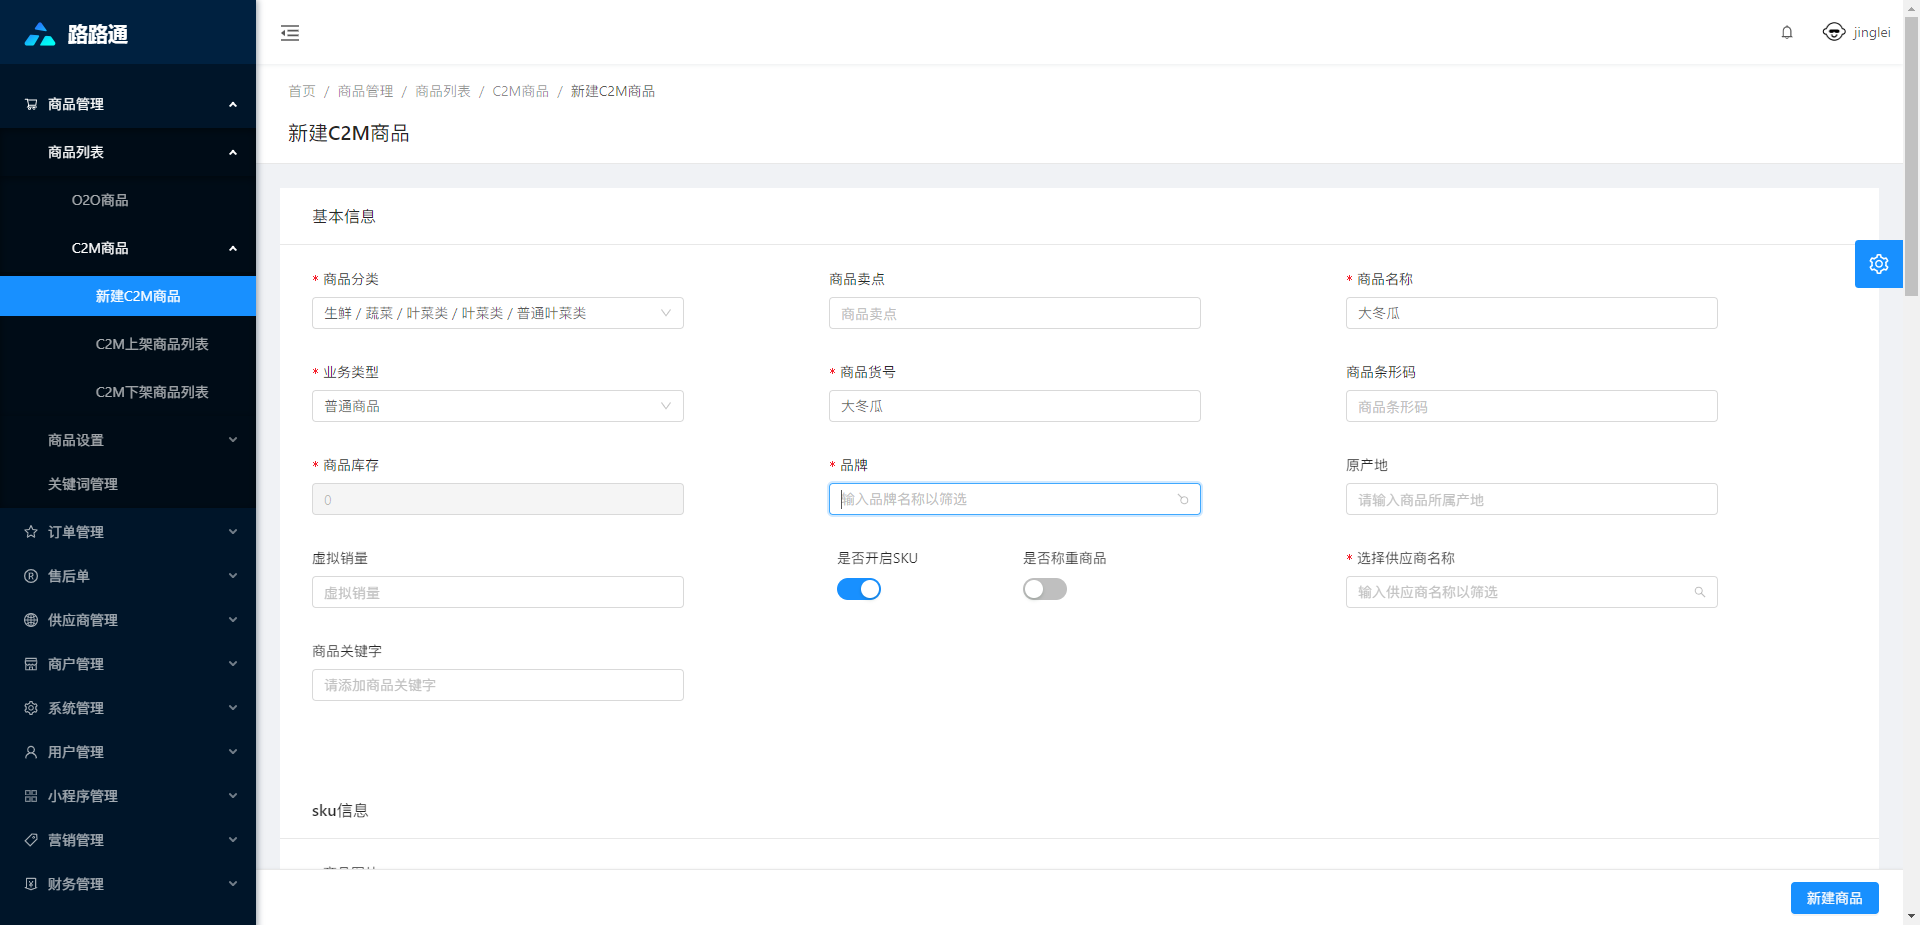 路路通
jinglei
商品管理
商品列表
O2O商品
C2M商品
新建C2M商品
C2M上架商品列表
C2M下架商品列表
商品设置
关键词管理
订单管理
售后单
供应商管理
商户管理
系统管理
用户管理
小程序管理
营销管理
财务管理
首页 / 商品管理 / 商品列表 / C2M商品 / 新建C2M商品
新建C2M商品
基本信息
* 商品分类
生鲜 / 蔬菜 / 叶菜类 / 叶菜类 / 普通叶菜类
商品卖点
商品卖点
* 商品名称
大冬瓜
* 业务类型
普通商品
* 商品货号
大冬瓜
商品条形码
商品条形码
* 商品库存
0
* 品牌
输入品牌名称以筛选
原产地
请输入商品所属产地
虚拟销量
虚拟销量
是否开启SKU
是否称重商品
* 选择供应商名称
输入供应商名称以筛选
商品关键字
请添加商品关键字
sku信息
新建商品